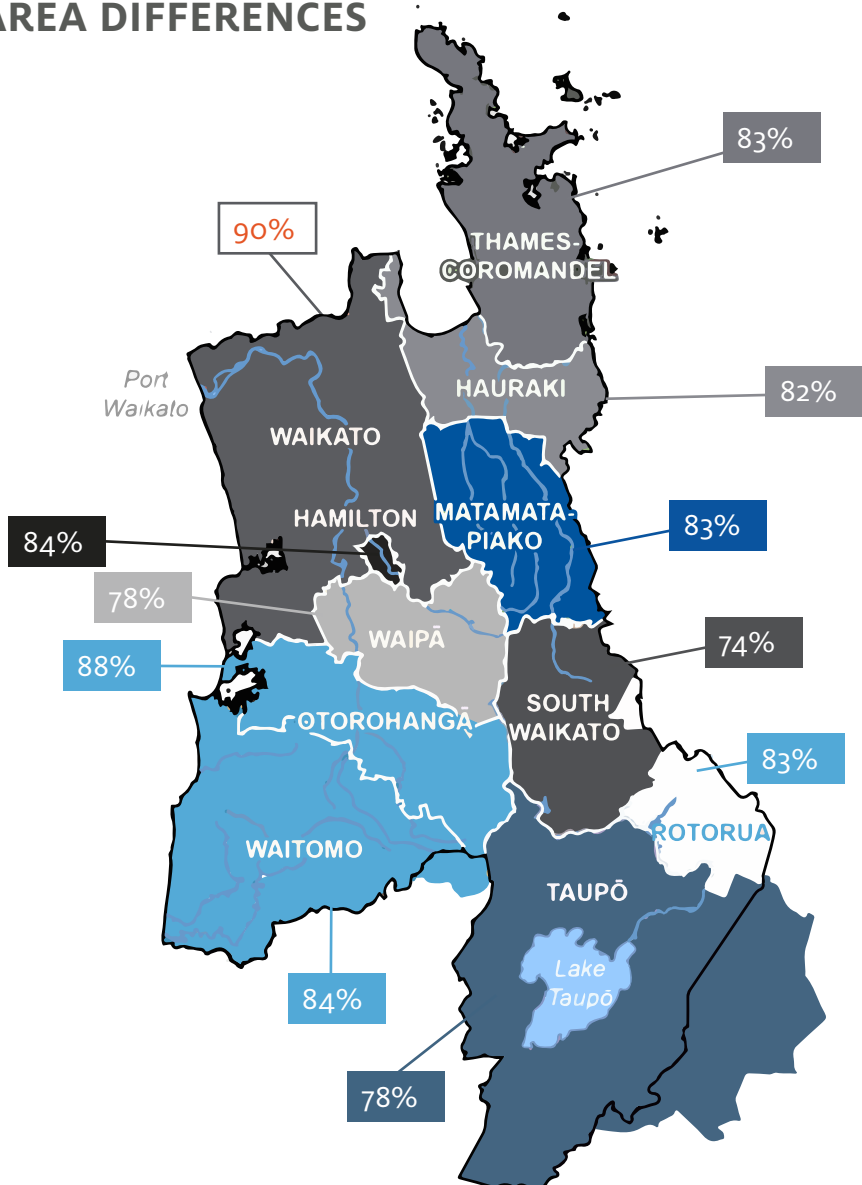 AREA DIFFERENCES
83%
90%
THAMES-
COROMANDEL
Port
Waikato
HAURAKI
82%
WAIKATO
HAMILTON
MATAMATA-
PIAKO
83%
84%
78%
WAIPĀ
88%
74%
SOUTH
WAIKATO
OTOROHANGĀ
83%
ROTORUA
WAITOMO
TAUPŌ
Lake
Taupō
84%
78%